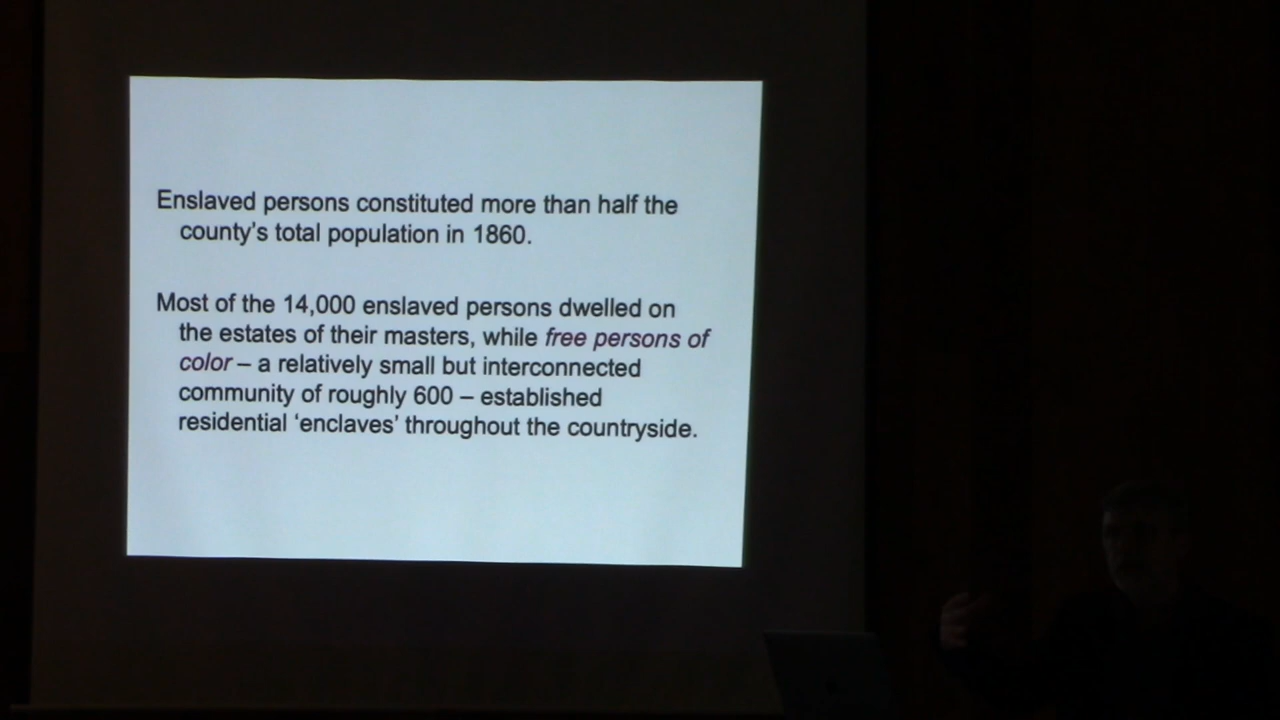 Enslaved persons constituted more than half the
county's total population in 1860.
Most of the 14,000 enslaved persons dwelled on
the estates of their masters, while free persons of
color – a relatively small but interconnected
community of roughly 600 – established
residential ‘enclaves’ throughout the countryside.